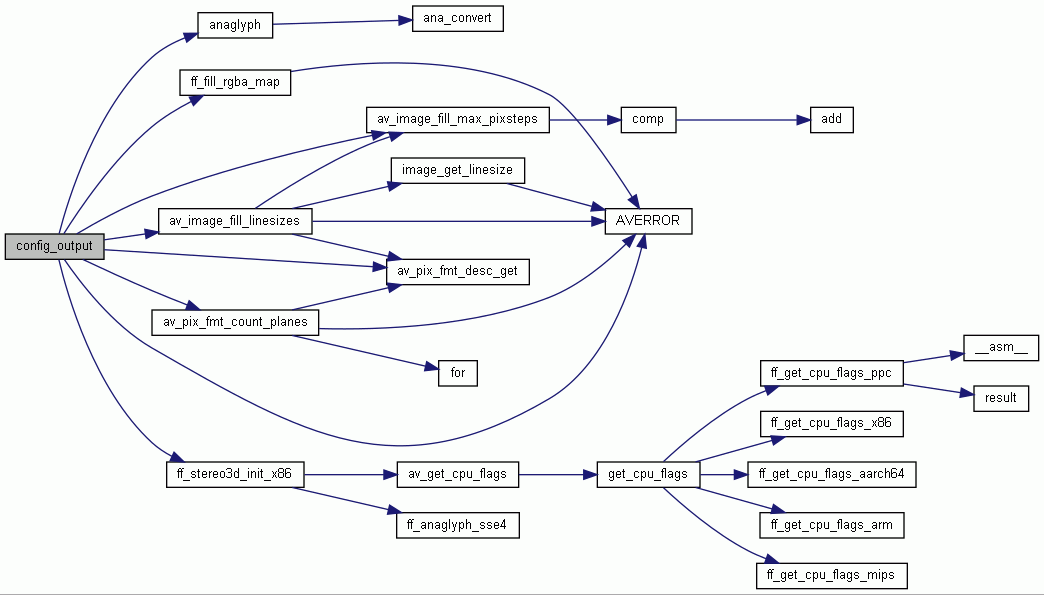 anaglyph
ana_convert
ff_fill_rgba_map
av_image_fill_max_pixsteps
comp
add
image_get_linesize
av_image_fill_linesizes
AVERROR
config_output
av_pix_fmt_desc_get
av_pix_fmt_count_planes
for
ff_get_cpu_flags_ppc
__asm__
result
ff_get_cpu_flags_x86
ff_stereo3d_init_x86
av_get_cpu_flags
get_cpu_flags
ff_get_cpu_flags_aarch64
ff_anaglyph_sse4
ff_get_cpu_flags_arm
ff_get_cpu_flags_mips